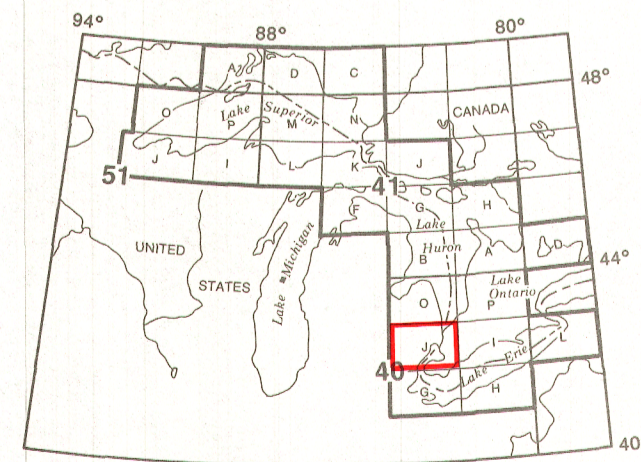 94° 88° 80°
48°
A D C
O Lake Superior N CANADA
P M
J I L K J
51 41
F G H
Lake
UNITED Huron
B A D
STATES Lake Michigan 44°
Lake
O P Ontario
J I L
40 Lake Erie
G H
40